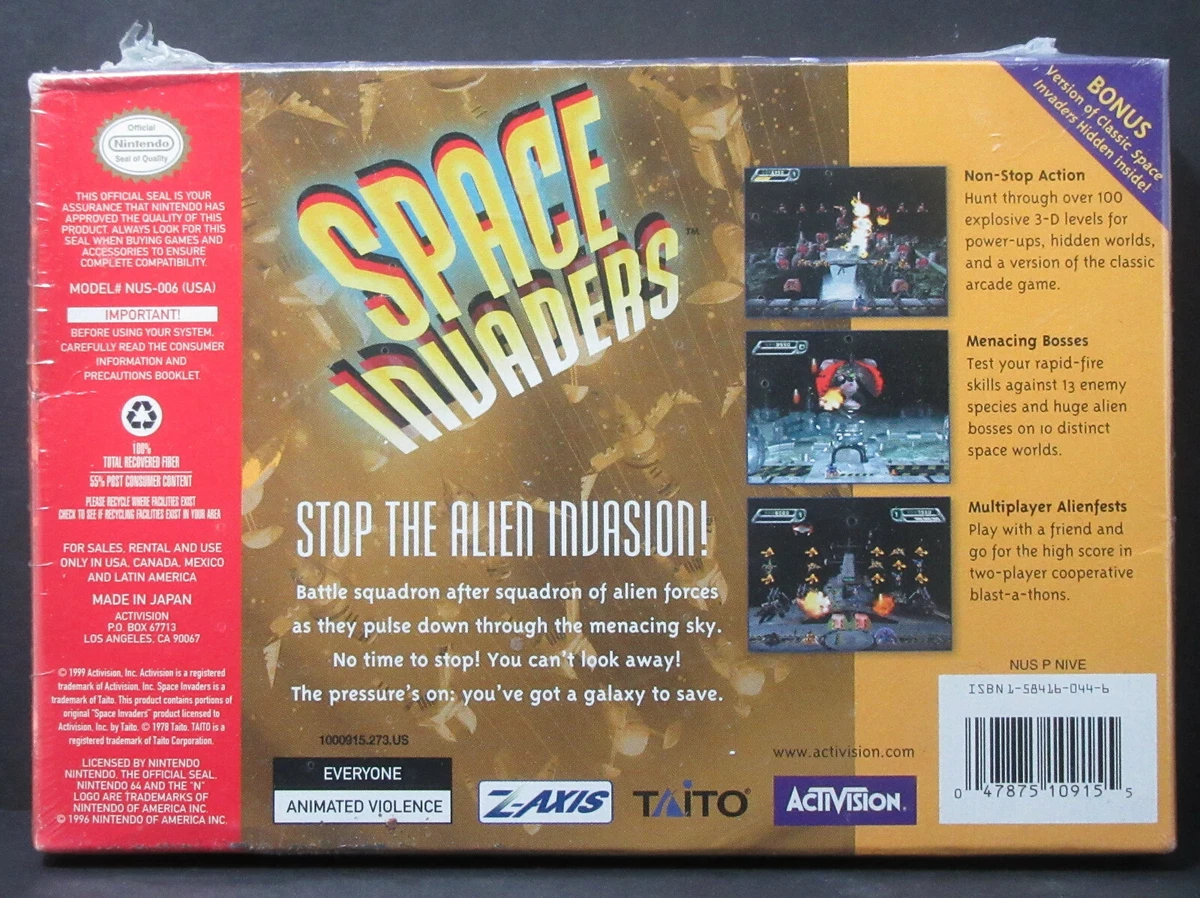 Official
Nintendo
Seal of Quality
THIS OFFICIAL SEAL IS YOUR
ASSURANCE THAT NINTENDO HAS
APPROVED THE QUALITY OF THIS
PRODUCT. ALWAYS LOOK FOR THIS
SEAL WHEN BUYING GAMES AND
ACCESSORIES TO ENSURE
COMPLETE COMPATIBILITY.
MODEL# NUS-006 (USA)
IMPORTANT!
BEFORE USING YOUR SYSTEM,
CAREFULLY READ THE CONSUMER
INFORMATION AND
PRECAUTIONS BOOKLET.
100%
TOTAL RECOVERED FIBER
55% POST CONSUMER CONTENT
PLEASE RECYCLE WHERE FACILITIES EXIST
CHECK TO SEE IF RECYCLING FACILITIES EXIST IN YOUR AREA
FOR SALES, RENTAL AND USE
ONLY IN USA, CANADA, MEXICO
AND LATIN AMERICA
MADE IN JAPAN
ACTIVISION
P.O. BOX 67713
LOS ANGELES, CA 90067
© 1999 Activision, Inc. Activision is a registered
trademark of Activision, Inc. Space Invaders is a
trademark of Taito. This product contains portions of
original "Space Invaders" product licensed to
Activision, Inc. by Taito. © 1978 Taito. TAITO is a
registered trademark of Taito Corporation.
LICENSED BY NINTENDO
NINTENDO, THE OFFICIAL SEAL,
NINTENDO 64 AND THE "N"
LOGO ARE TRADEMARKS OF
NINTENDO OF AMERICA INC.
© 1996 NINTENDO OF AMERICA INC.
SPACE
INVADERS™
STOP THE ALIEN INVASION!
Battle squadron after squadron of alien forces
as they pulse down through the menacing sky.
No time to stop! You can't look away!
The pressure's on: you've got a galaxy to save.
1000915.273.US
EVERYONE
ANIMATED VIOLENCE
Z-AXIS
TAITO®
www.activision.com
ACTIVISION®
BONUS
Version of Classic Space
Invaders Hidden Inside!
Non-Stop Action
Hunt through over 100
explosive 3-D levels for
power-ups, hidden worlds,
and a version of the classic
arcade game.
Menacing Bosses
Test your rapid-fire
skills against 13 enemy
species and huge alien
bosses on 10 distinct
space worlds.
Multiplayer Alienfests
Play with a friend and
go for the high score in
two-player cooperative
blast-a-thons.
NUS P NIVE
ISBN 1-58416-044-6
0 47875 10915 5